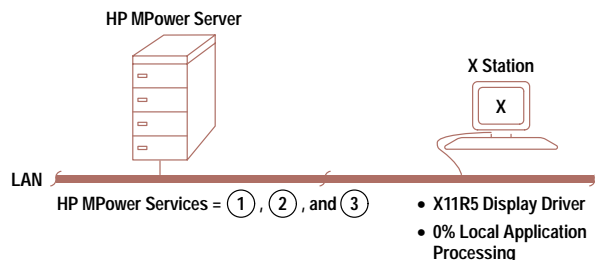 HP MPower Server
X Station
X
LAN
HP MPower Services = 1, 2, and 3
• X11R5 Display Driver
• 0% Local Application
Processing